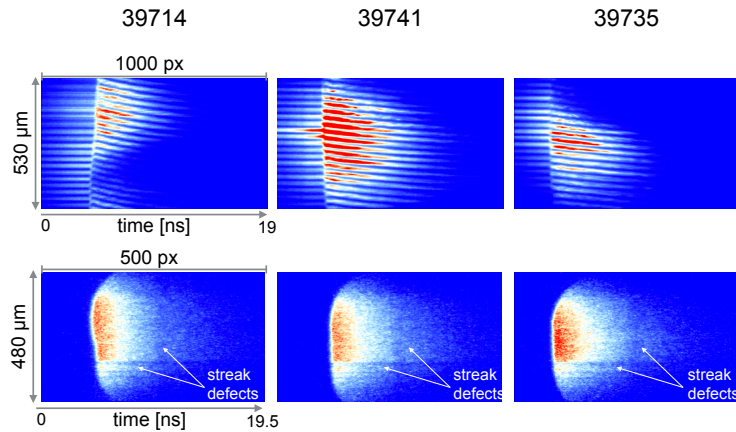 39714
39741
39735
1000 px
530 µm
0
time [ns]
19
500 px
480 µm
streak
defects
streak
defects
streak
defects
0
time [ns]
19.5